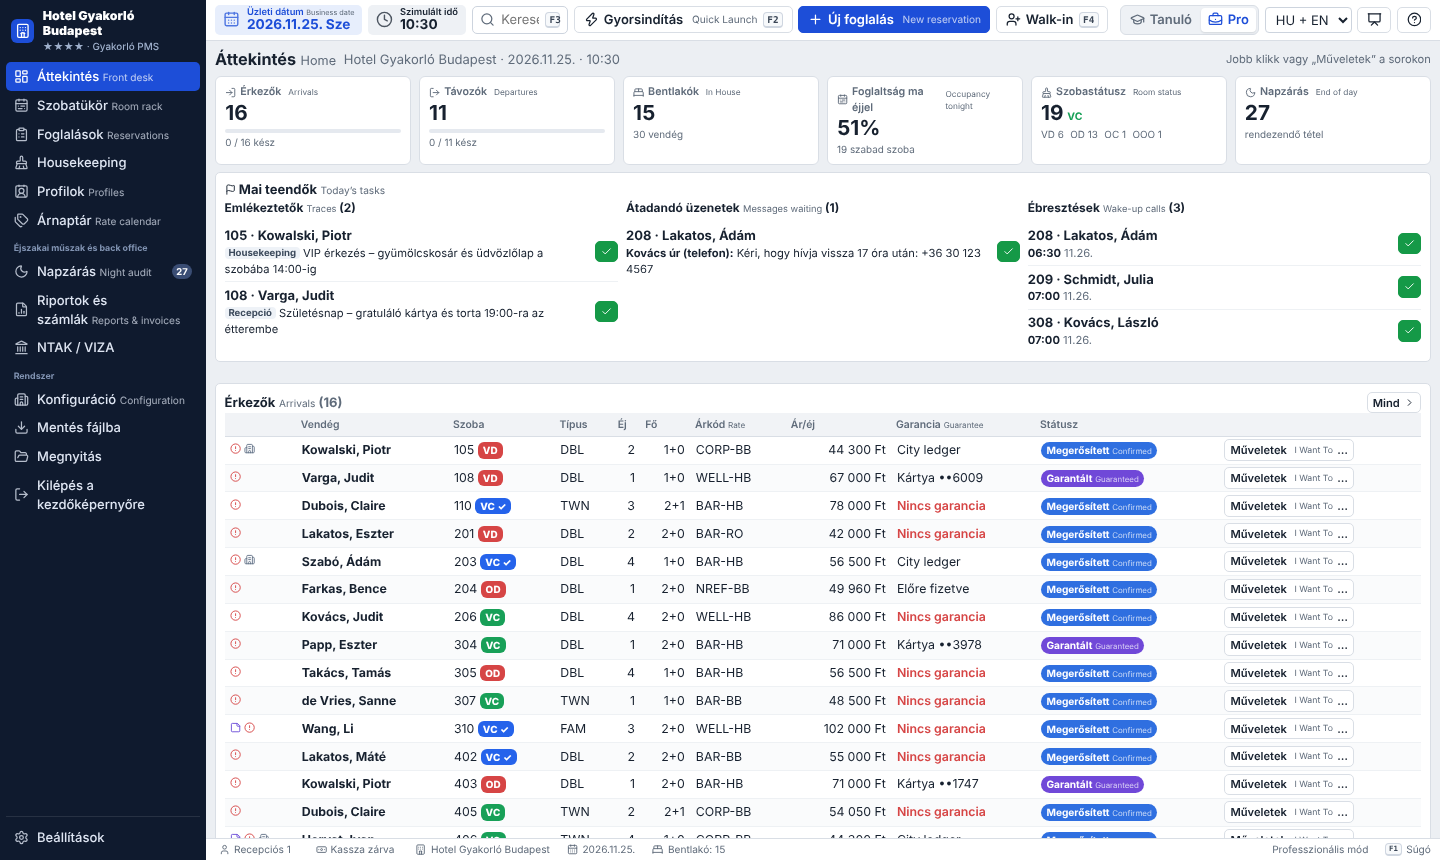 Hotel Gyakorló Budapest
★★★★ · Gyakorló PMS
Áttekintés Front desk
Szobatükör Room rack
Foglalások Reservations
Housekeeping
Profilok Profiles
Árnaptár Rate calendar
Éjszakai műszak és back office
Napzárás Night audit 27
Riportok és számlák Reports & invoices
NTAK / VIZA
Rendszer
Konfiguráció Configuration
Mentés fájlba
Megnyitás
Kilépés a kezdőképernyőre
Beállítások
Üzleti dátum Business date
2026.11.25. Sze
Szimulált idő
10:30
Keres F3
Gyorsindítás Quick Launch F2
Új foglalás New reservation
Walk-in F4
Tanuló
Pro
HU + EN
Áttekintés Home Hotel Gyakorló Budapest · 2026.11.25. · 10:30
Jobb klikk vagy „Műveletek” a sorokon
Érkezők Arrivals
16
0 / 16 kész
Távozók Departures
11
0 / 11 kész
Bentlakók In House
15
30 vendég
Foglaltság ma éjjel Occupancy tonight
51%
19 szabad szoba
Szobastátusz Room status
19 VC
VD 6 OD 13 OC 1 OOO 1
Napzárás End of day
27
rendezendő tétel
Mai teendők Today's tasks
Emlékeztetők Traces (2)
105 · Kowalski, Piotr
Housekeeping VIP érkezés – gyümölcskosár és üdvözlőlap a
szobába 14:00-ig
108 · Varga, Judit
Recepció Születésnap – gratuláló kártya és torta 19:00-ra az
étterembe
Átadandó üzenetek Messages waiting (1)
208 · Lakatos, Ádám
Kovács úr (telefon): Kéri, hogy hívja vissza 17 óra után: +36 30 123
4567
Ébresztések Wake-up calls (3)
208 · Lakatos, Ádám
06:30 11.26.
209 · Schmidt, Julia
07:00 11.26.
308 · Kovács, László
07:00 11.26.
Érkezők Arrivals (16)
Mind
Vendég Szoba Típus Éj Fő Árkód Rate Ár/éj Garancia Guarantee Státusz
Kowalski, Piotr 105 VD DBL 2 1+0 CORP-BB 44 300 Ft City ledger Megerősített Confirmed Műveletek I Want To ...
Varga, Judit 108 VD DBL 1 1+0 WELL-HB 67 000 Ft Kártya ••6009 Garantált Guaranteed Műveletek I Want To ...
Dubois, Claire 110 VC ✓ TWN 3 2+1 BAR-HB 78 000 Ft Nincs garancia Megerősített Confirmed Műveletek I Want To ...
Lakatos, Eszter 201 VD DBL 2 2+0 BAR-RO 42 000 Ft Nincs garancia Megerősített Confirmed Műveletek I Want To ...
Szabó, Ádám 203 VC ✓ DBL 4 1+0 BAR-HB 56 500 Ft City ledger Megerősített Confirmed Műveletek I Want To ...
Farkas, Bence 204 OD DBL 1 2+0 NREF-BB 49 960 Ft Előre fizetve Megerősített Confirmed Műveletek I Want To ...
Kovács, Judit 206 VC DBL 4 2+0 WELL-HB 86 000 Ft Nincs garancia Megerősített Confirmed Műveletek I Want To ...
Papp, Eszter 304 VC DBL 1 2+0 BAR-HB 71 000 Ft Kártya ••3978 Garantált Guaranteed Műveletek I Want To ...
Takács, Tamás 305 OD DBL 4 1+0 BAR-HB 56 500 Ft Nincs garancia Megerősített Confirmed Műveletek I Want To ...
de Vries, Sanne 307 VC TWN 1 1+0 BAR-BB 48 500 Ft Nincs garancia Megerősített Confirmed Műveletek I Want To ...
Wang, Li 310 VC ✓ FAM 3 2+0 WELL-HB 102 000 Ft Nincs garancia Megerősített Confirmed Műveletek I Want To ...
Lakatos, Máté 402 VC ✓ DBL 2 2+0 BAR-BB 55 000 Ft Nincs garancia Megerősített Confirmed Műveletek I Want To ...
Kowalski, Piotr 403 OD DBL 1 2+0 BAR-HB 71 000 Ft Kártya ••1747 Garantált Guaranteed Műveletek I Want To ...
Dubois, Claire 405 VC TWN 2 2+1 CORP-BB 54 050 Ft Nincs garancia Megerősített Confirmed Műveletek I Want To ...
Recepciós 1
Kassza zárva
Hotel Gyakorló Budapest
2026.11.25.
Bentlakó: 15
Professzionális mód
F1 Súgó